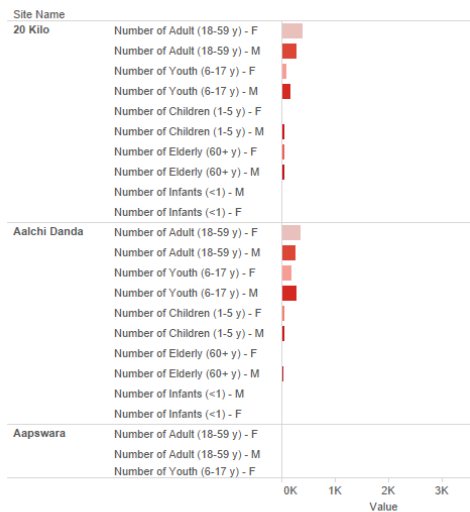 Site Name
20 Kilo Number of Adult (18-59 y) - F
Number of Adult (18-59 y) - M
Number of Youth (6-17 y) - F
Number of Youth (6-17 y) - M
Number of Children (1-5 y) - F
Number of Children (1-5 y) - M
Number of Elderly (60+ y) - F
Number of Elderly (60+ y) - M
Number of Infants (<1) - M
Number of Infants (<1) - F
Aalchi Danda Number of Adult (18-59 y) - F
Number of Adult (18-59 y) - M
Number of Youth (6-17 y) - F
Number of Youth (6-17 y) - M
Number of Children (1-5 y) - F
Number of Children (1-5 y) - M
Number of Elderly (60+ y) - F
Number of Elderly (60+ y) - M
Number of Infants (<1) - M
Number of Infants (<1) - F
Aapswara Number of Adult (18-59 y) - F
Number of Adult (18-59 y) - M
Number of Youth (6-17 y) - F
0K 1K 2K 3K
Value